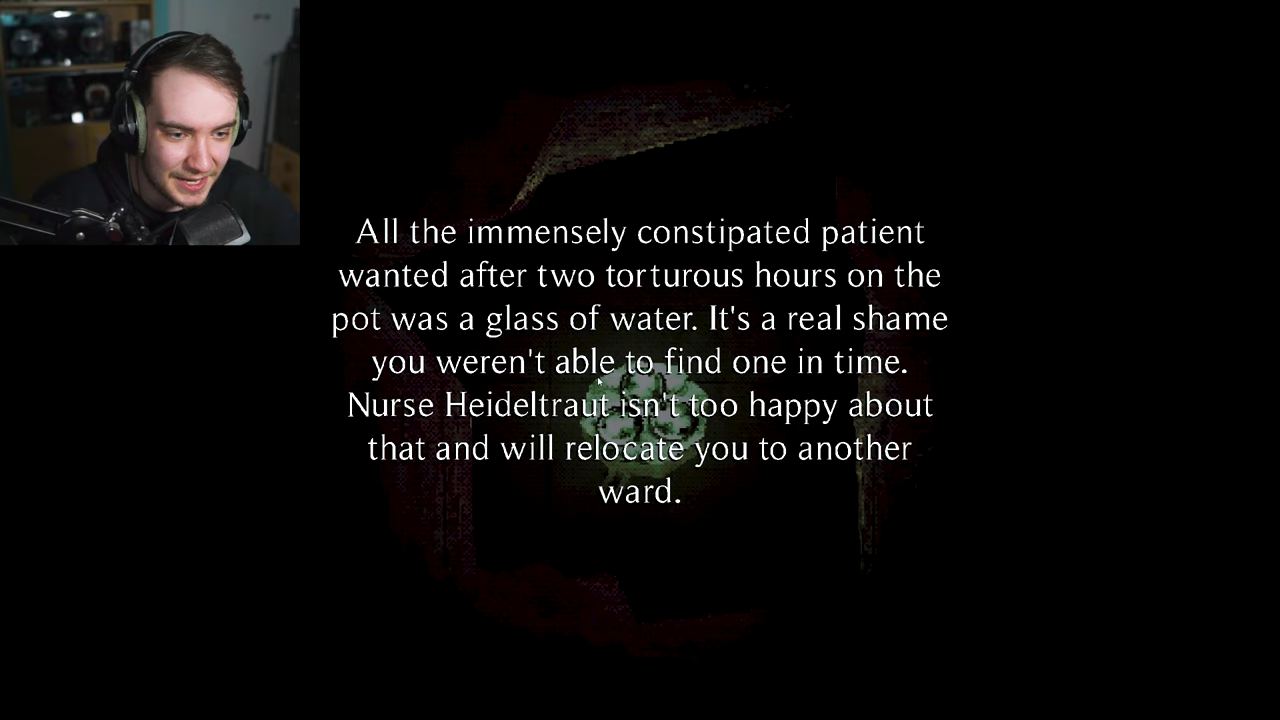 All the immensely constipated patient
wanted after two torturous hours on the
pot was a glass of water. It's a real shame
you weren't able to find one in time.
Nurse Heideltraut isn't too happy about
that and will relocate you to another
ward.